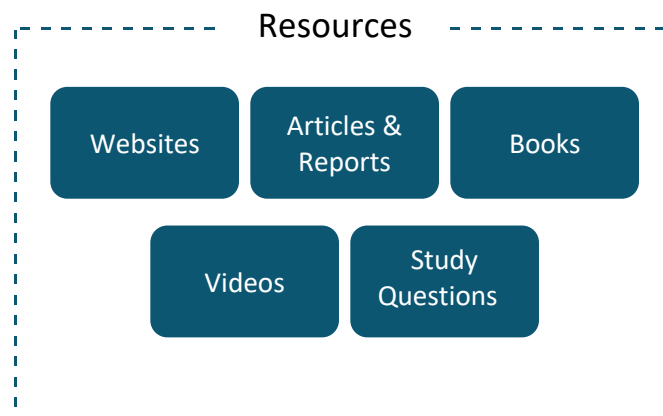 Resources
Websites
Articles &
Reports
Books
Videos
Study
Questions